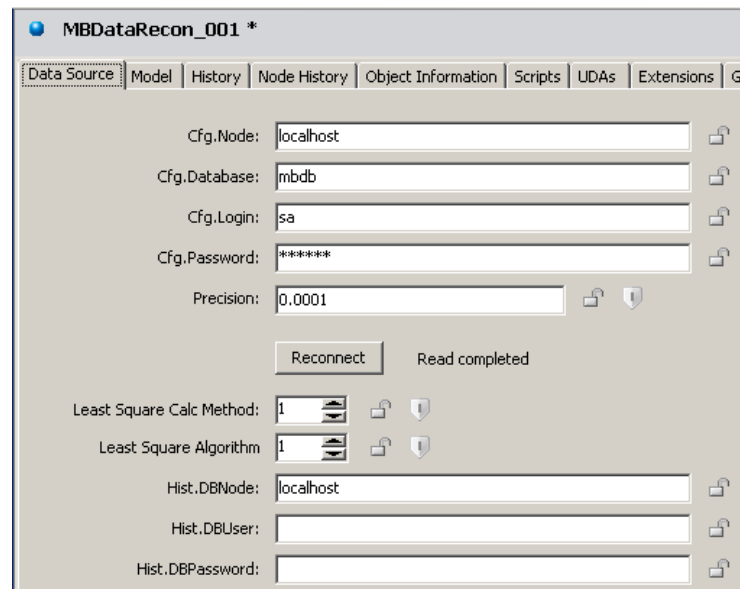 MBDataRecon_001 *
Data Source Model History Node History Object Information Scripts UDAs Extensions G
Cfg.Node: localhost
Cfg.Database: mbdb
Cfg.Login: sa
Cfg.Password: ******
Precision: 0.0001
Reconnect Read completed
Least Square Calc Method: 1
Least Square Algorithm 1
Hist.DBNode: localhost
Hist.DBUser:
Hist.DBPassword: